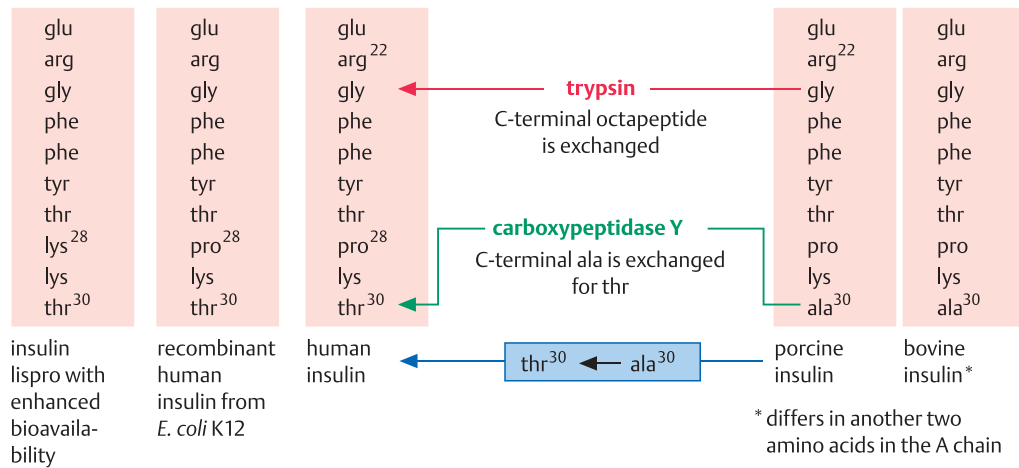 glu
arg
gly
phe
phe
tyr
thr
lys28
lys
thr30
insulin
lispro with
enhanced
bioavaila-
bility
glu
arg
gly
phe
phe
tyr
thr
pro28
lys
thr30
recombinant
human
insulin from
E. coli K12
glu
arg22
gly
phe
phe
tyr
thr
pro28
lys
thr30
human
insulin
trypsin
C-terminal octapeptide
is exchanged
carboxypeptidase Y
C-terminal ala is exchanged
for thr
thr30 ala30
glu
arg22
gly
phe
phe
tyr
thr
pro
lys
ala30
porcine
insulin
glu
arg
gly
phe
phe
tyr
thr
pro
lys
ala30
bovine
insulin*
* differs in another two
amino acids in the A chain